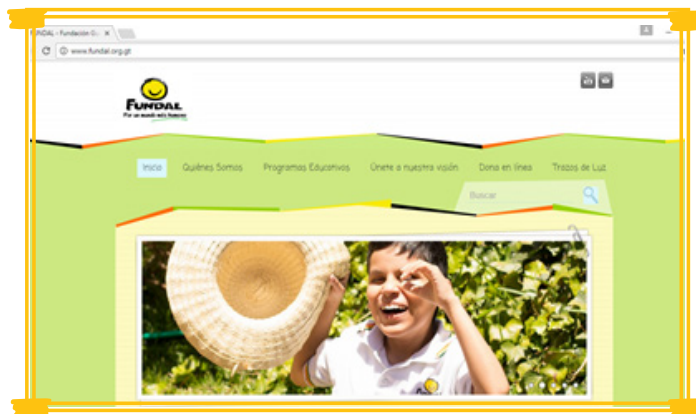 FUNDAL - Fundación G
www.fundal.org.gt
FUNDAL
Por un mundo más humano
Inicio Quiénes Somos Programas Educativos Únete a nuestra visión Dona en línea Trazos de Luz
Buscar